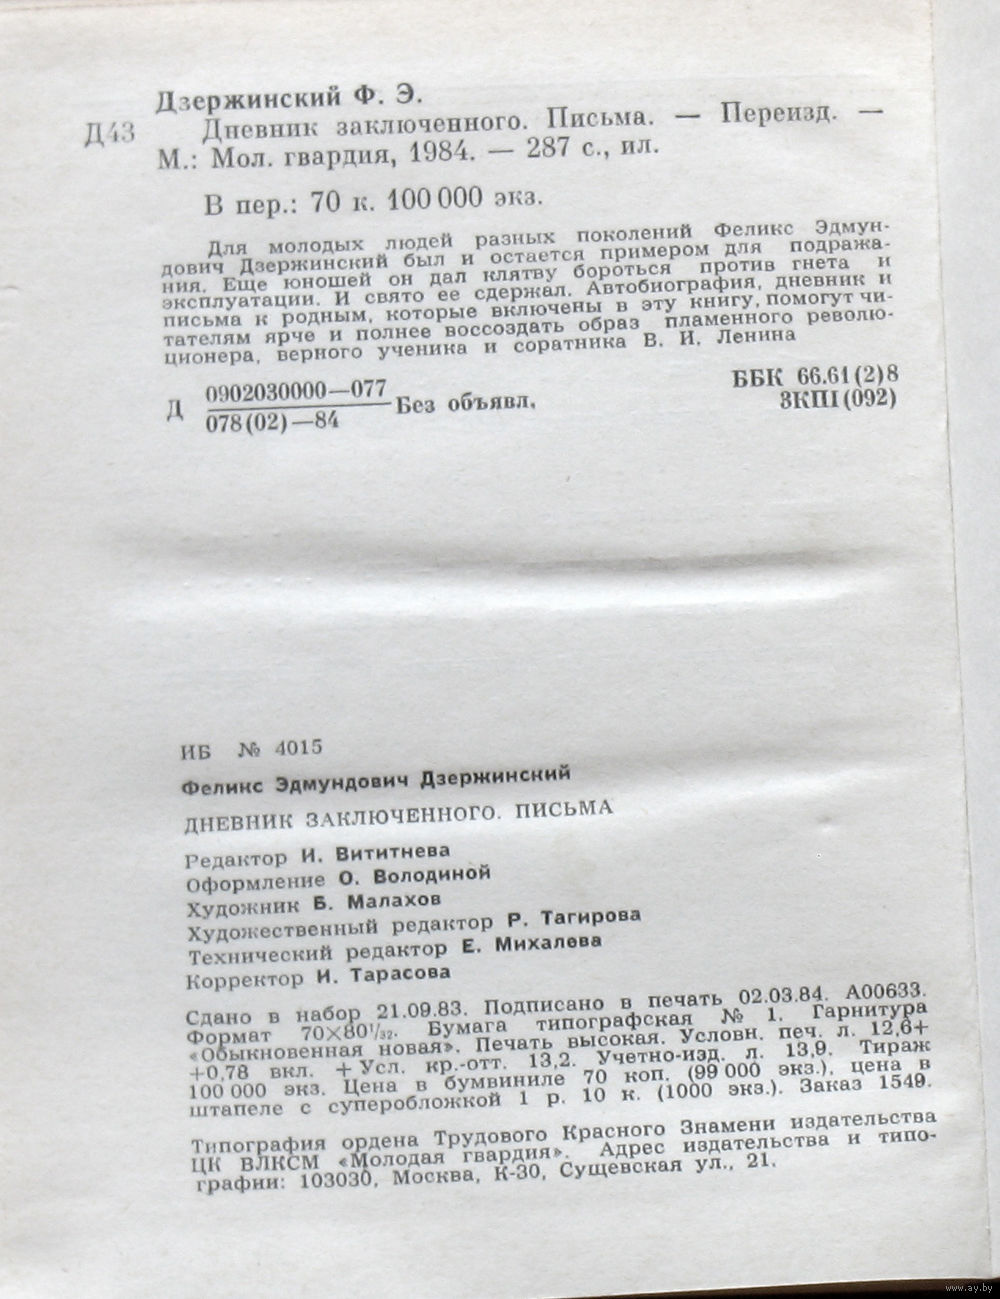 Дзержинский Ф. Э.
Д43 Дневник заключенного. Письма. — Переизд. —
М.: Мол. гвардия, 1984. — 287 с., ил.
В пер.: 70 к. 100 000 экз.
Для молодых людей разных поколений Феликс Эдмун-
дович Дзержинский был и остается примером для подража-
ния. Еще юношей он дал клятву бороться против гнета и
эксплуатации. И свято ее сдержал. Автобиография, дневник и
письма к родным, которые включены в эту книгу, помогут чи-
тателям ярче и полнее воссоздать образ пламенного револю-
ционера, верного ученика и соратника В. И. Ленина
Д 0902030000—077 Без объявл. ББК 66.61(2)8
078(02)—84 3КП1(092)
ИБ № 4015
Феликс Эдмундович Дзержинский
ДНЕВНИК ЗАКЛЮЧЕННОГО. ПИСЬМА
Редактор И. Вититнева
Оформление О. Володиной
Художник Б. Малахов
Художественный редактор Р. Тагирова
Технический редактор Е. Михалева
Корректор И. Тарасова
Сдано в набор 21.09.83. Подписано в печать 02.03.84. А00633.
Формат 70×80¹/₃₂. Бумага типографская № 1. Гарнитура
«Обыкновенная новая». Печать высокая. Условн. печ. л. 12,6+
+0,78 вкл. + Усл. кр.-отт. 13,2. Учетно-изд. л. 13,9. Тираж
100 000 экз. Цена в бумвиниле 70 коп. (99 000 экз.), цена в
штапеле с суперобложкой 1 р. 10 к. (1000 экз.). Заказ 1549.
Типография ордена Трудового Красного Знамени издательства
ЦК ВЛКСМ «Молодая гвардия». Адрес издательства и типо-
графии: 103030, Москва, К-30, Сущевская ул., 21.
www.ay.by